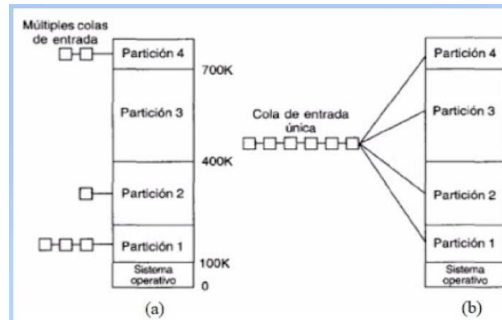 Múltiples colas
de entrada
Partición 4
700K
Partición 3
400K
Partición 2
Partición 1
100K
Sistema
operativo
0
(a)
Cola de entrada
única
Partición 4
Partición 3
Partición 2
Partición 1
Sistema
operativo
(b)